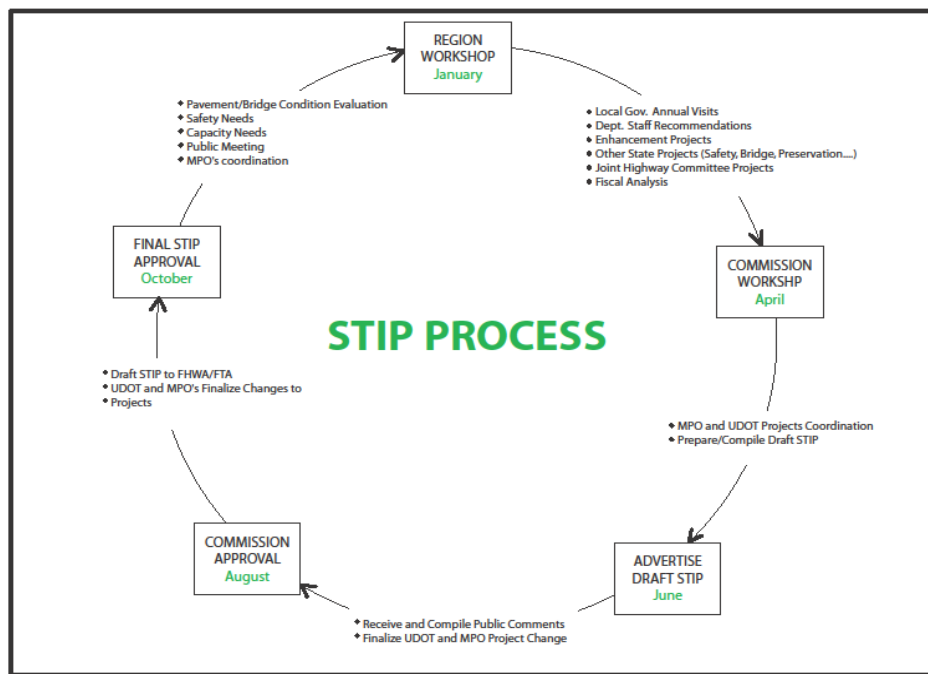 REGION
WORKSHOP
January
◆ Local Gov. Annual Visits
◆ Dept. Staff Recommendations
◆ Enhancement Projects
◆ Other State Projects (Safety, Bridge, Preservation....)
◆ Joint Highway Committee Projects
◆ Fiscal Analysis
COMMISSION
WORKSHP
April
◆ MPO and UDOT Projects Coordination
◆ Prepare/Compile Draft STIP
ADVERTISE
DRAFT STIP
June
◆ Receive and Compile Public Comments
◆ Finalize UDOT and MPO Project Change
COMMISSION
APPROVAL
August
◆ Draft STIP to FHWA/FTA
◆ UDOT and MPO's Finalize Changes to
◆ Projects
FINAL STIP
APPROVAL
October
◆ Pavement/Bridge Condition Evaluation
◆ Safety Needs
◆ Capacity Needs
◆ Public Meeting
◆ MPO's coordination
STIP PROCESS